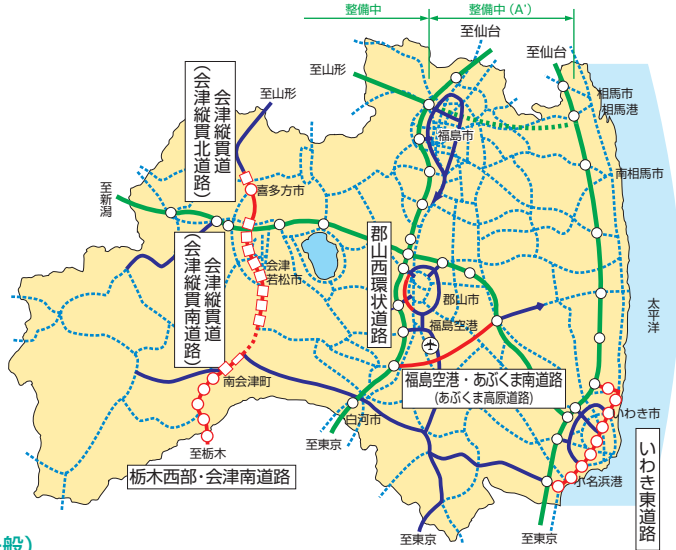 整備中
整備中(A')
至仙台
至仙台
至山形
至山形
相馬市
相馬港
福島市
南相馬市
会津縦貫道
(会津縦貫北道路)
喜多方市
至新潟
会津縦貫道
(会津縦貫南道路)
会津
若松市
郡山西環状道路
郡山市
福島空港
太平洋
福島空港・あぶくま南道路
(あぶくま高原道路)
南会津町
白河市
いわき市
至栃木
至東京
栃木西部・会津南道路
小名浜港
いわき東道路
至東京
至東京
般)